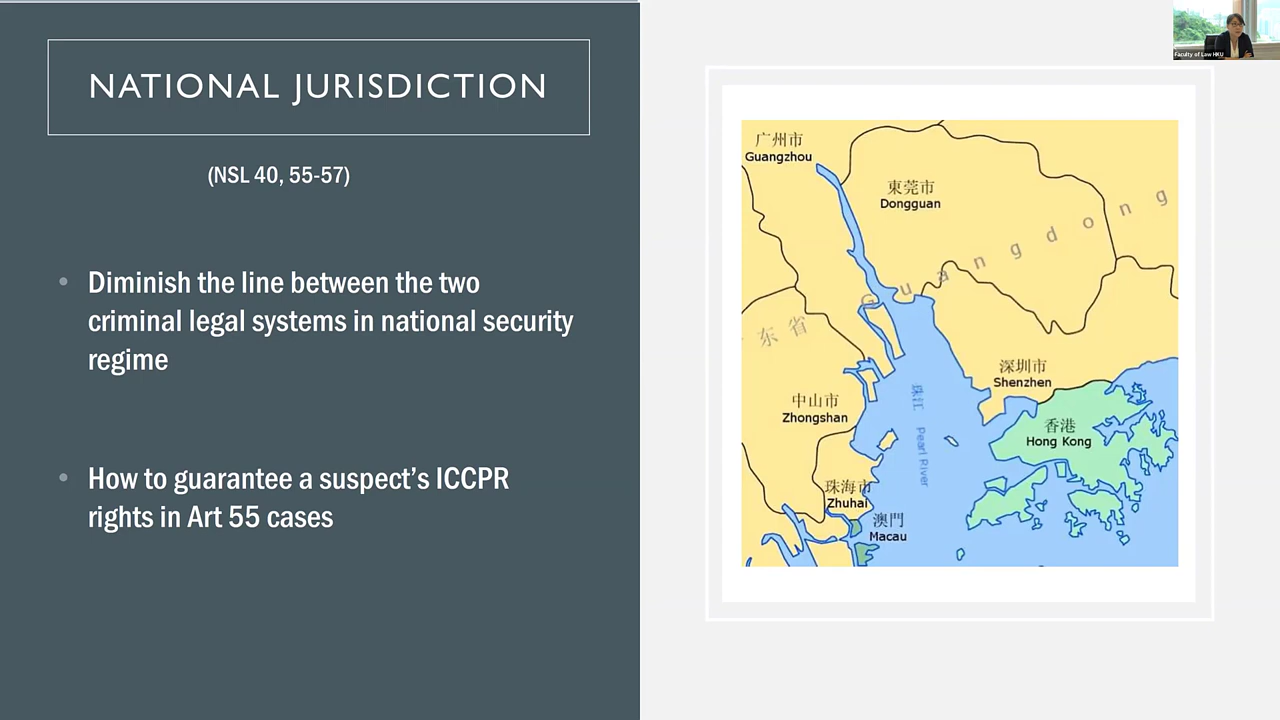 NATIONAL JURISDICTION
(NSL 40, 55-57)
• Diminish the line between the two
criminal legal systems in national security
regime
• How to guarantee a suspect's ICCPR
rights in Art 55 cases
Faculty of Law HKU
广州市
Guangzhou
東莞市
Dongguan
Guangdong
东省
深圳市
Shenzhen
中山市
Zhongshan
香港
Hong Kong
珠江 Pearl River
珠海市
Zhuhai
澳門
Macau